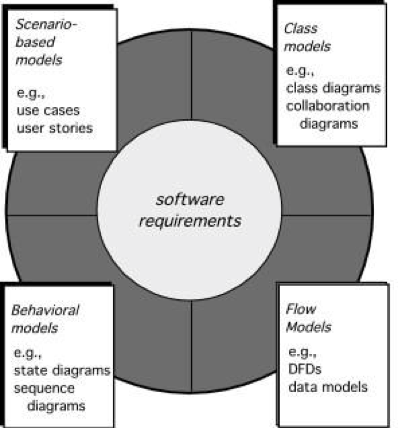 Scenario-
based
models
e.g.,
use cases
user stories
Class
models
e.g.,
class diagrams
collaboration
diagrams
software
requirements
Behavioral
models
e.g.,
state diagrams
sequence
diagrams
Flow
Models
e.g.,
DFDs
data models